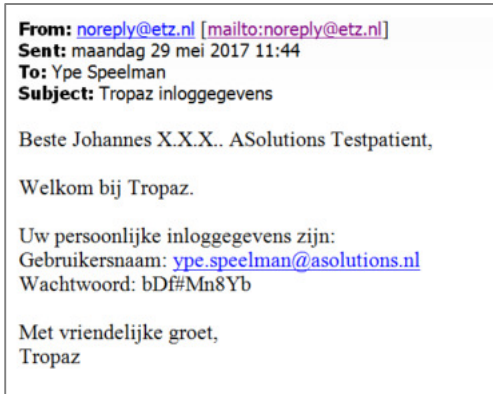 From: noreply@etz.nl [mailto:noreply@etz.nl]
Sent: maandag 29 mei 2017 11:44
To: Ype Speelman
Subject: Tropaz inloggegevens
Beste Johannes X.X.X.. ASolutions Testpatient,
Welkom bij Tropaz.
Uw persoonlijke inloggegevens zijn:
Gebruikersnaam: ype.speelman@asolutions.nl
Wachtwoord: bDf#Mn8Yb
Met vriendelijke groet,
Tropaz